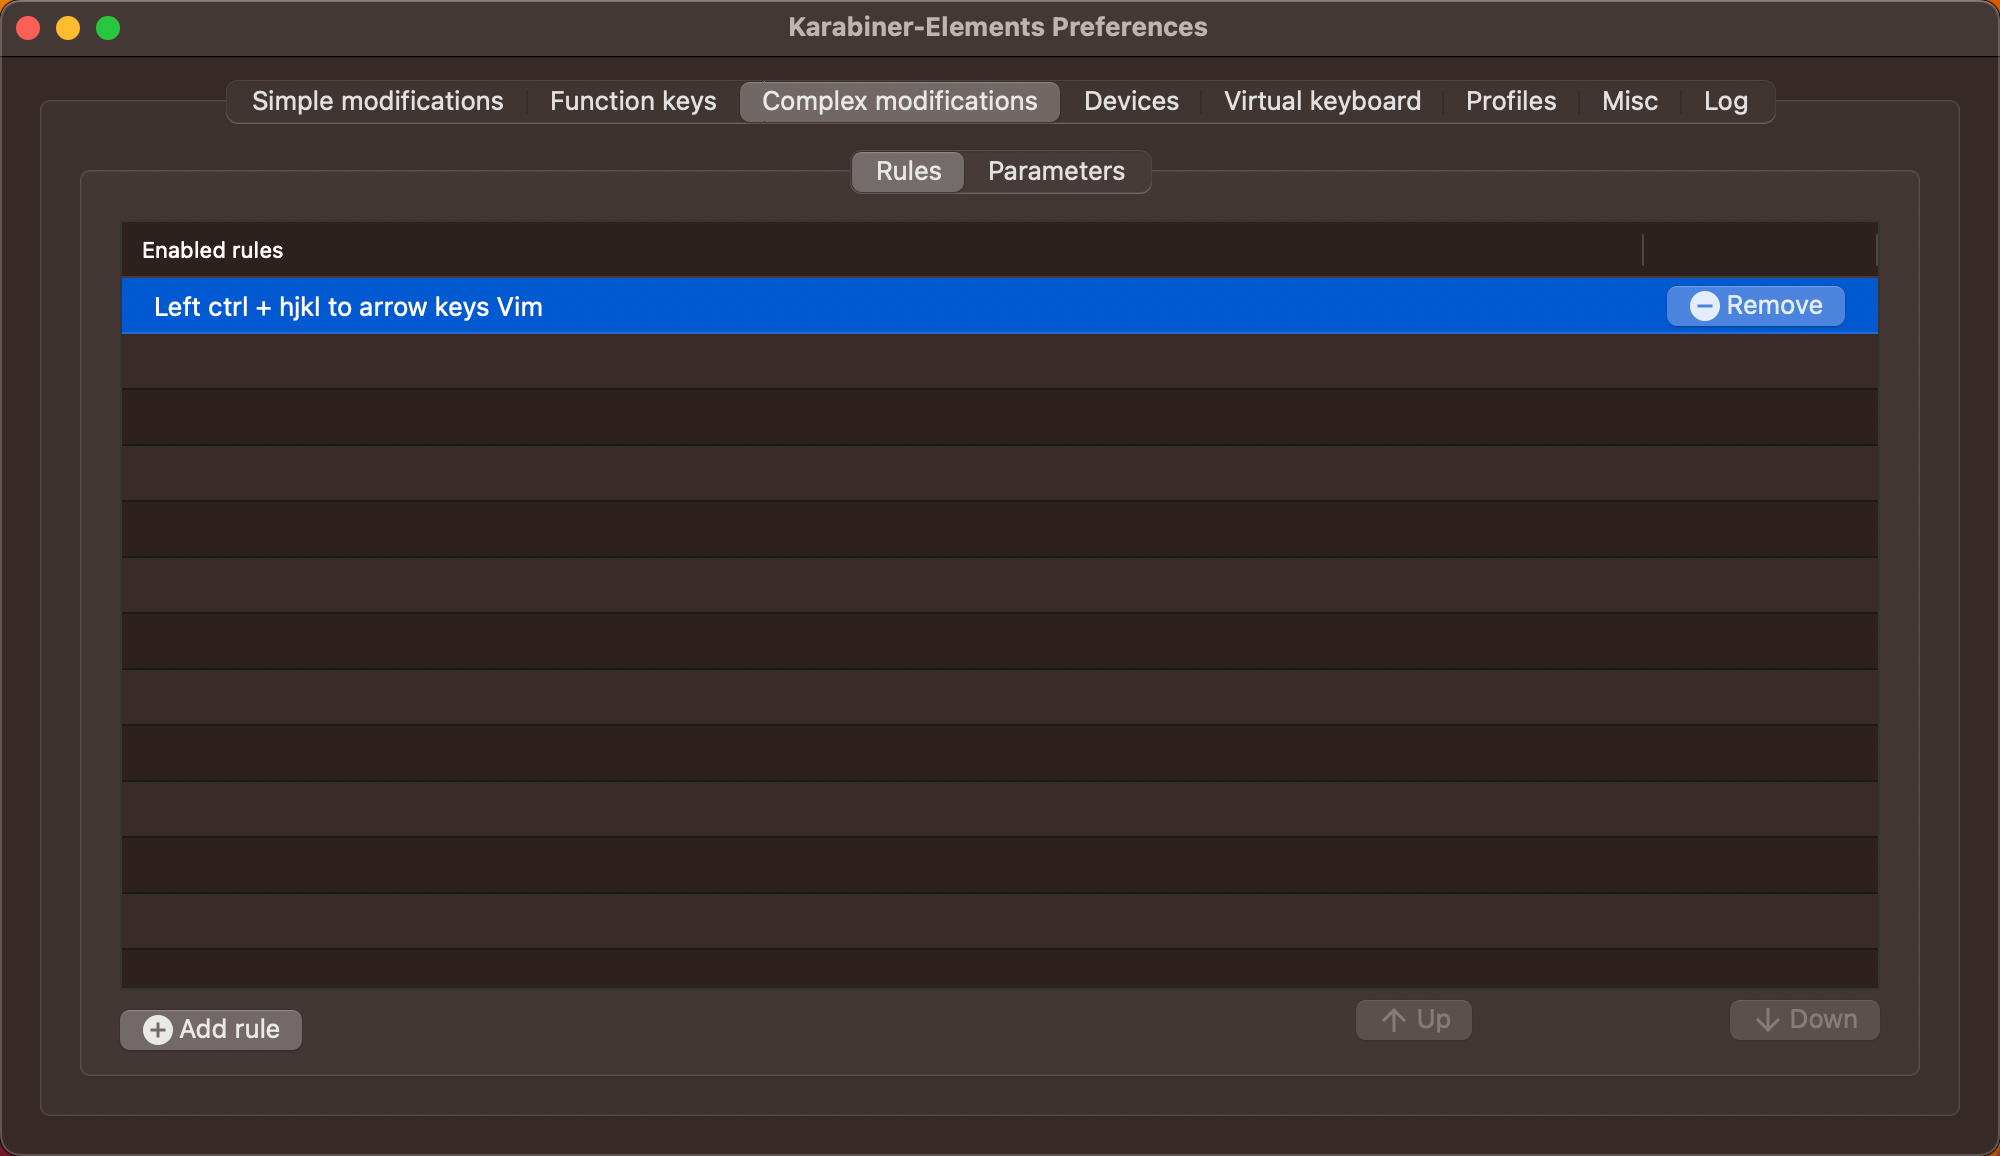 Karabiner-Elements Preferences
Simple modifications Function keys Complex modifications Devices Virtual keyboard Profiles Misc Log
Rules Parameters
Enabled rules
Left ctrl + hjkl to arrow keys Vim Remove
Add rule Up Down